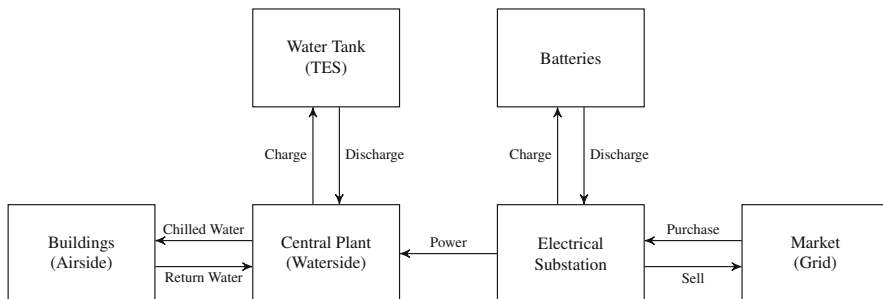 Water Tank
(TES)
Batteries
Charge
Discharge
Charge
Discharge
Buildings
(Airside)
Chilled Water
Return Water
Central Plant
(Waterside)
Power
Electrical
Substation
Purchase
Sell
Market
(Grid)